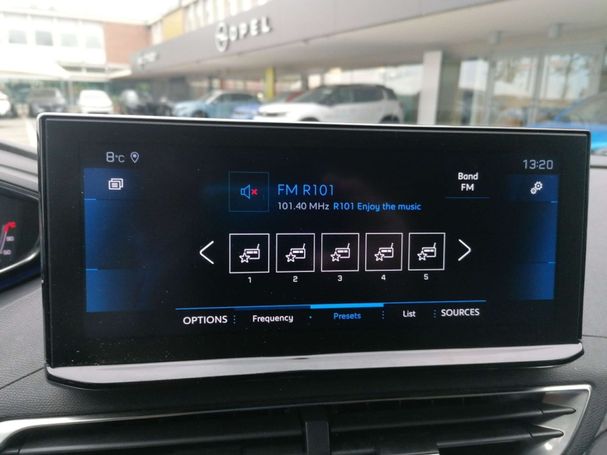 OPEL
8°C
13:20
FM R101
Band
FM
101.40 MHz R101 Enjoy the music
1 2 3 4 5
OPTIONS Frequency Presets List SOURCES